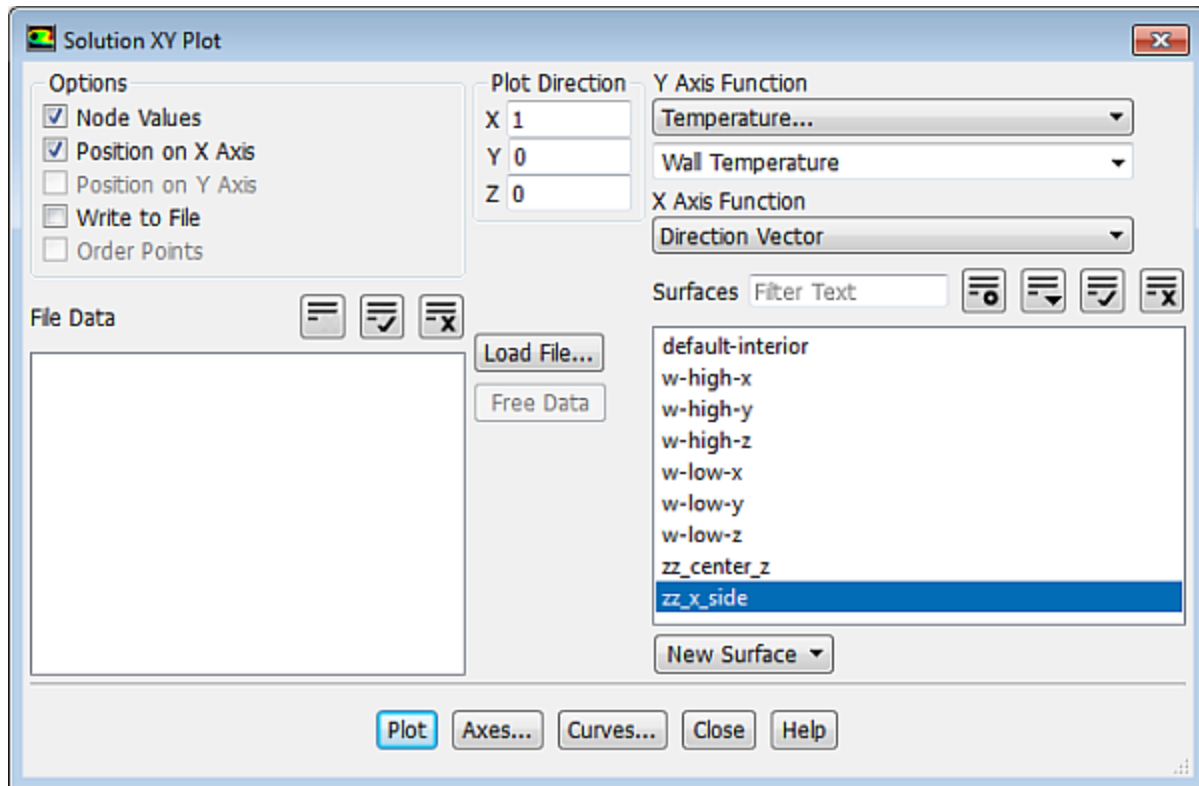 Solution XY Plot
Options
Node Values
Position on X Axis
Position on Y Axis
Write to File
Order Points
Plot Direction
X 1
Y 0
Z 0
Y Axis Function
Temperature...
Wall Temperature
X Axis Function
Direction Vector
File Data
Load File...
Free Data
Surfaces Filter Text
default-interior
w-high-x
w-high-y
w-high-z
w-low-x
w-low-y
w-low-z
zz_center_z
zz_x_side
New Surface
Plot Axes... Curves... Close Help